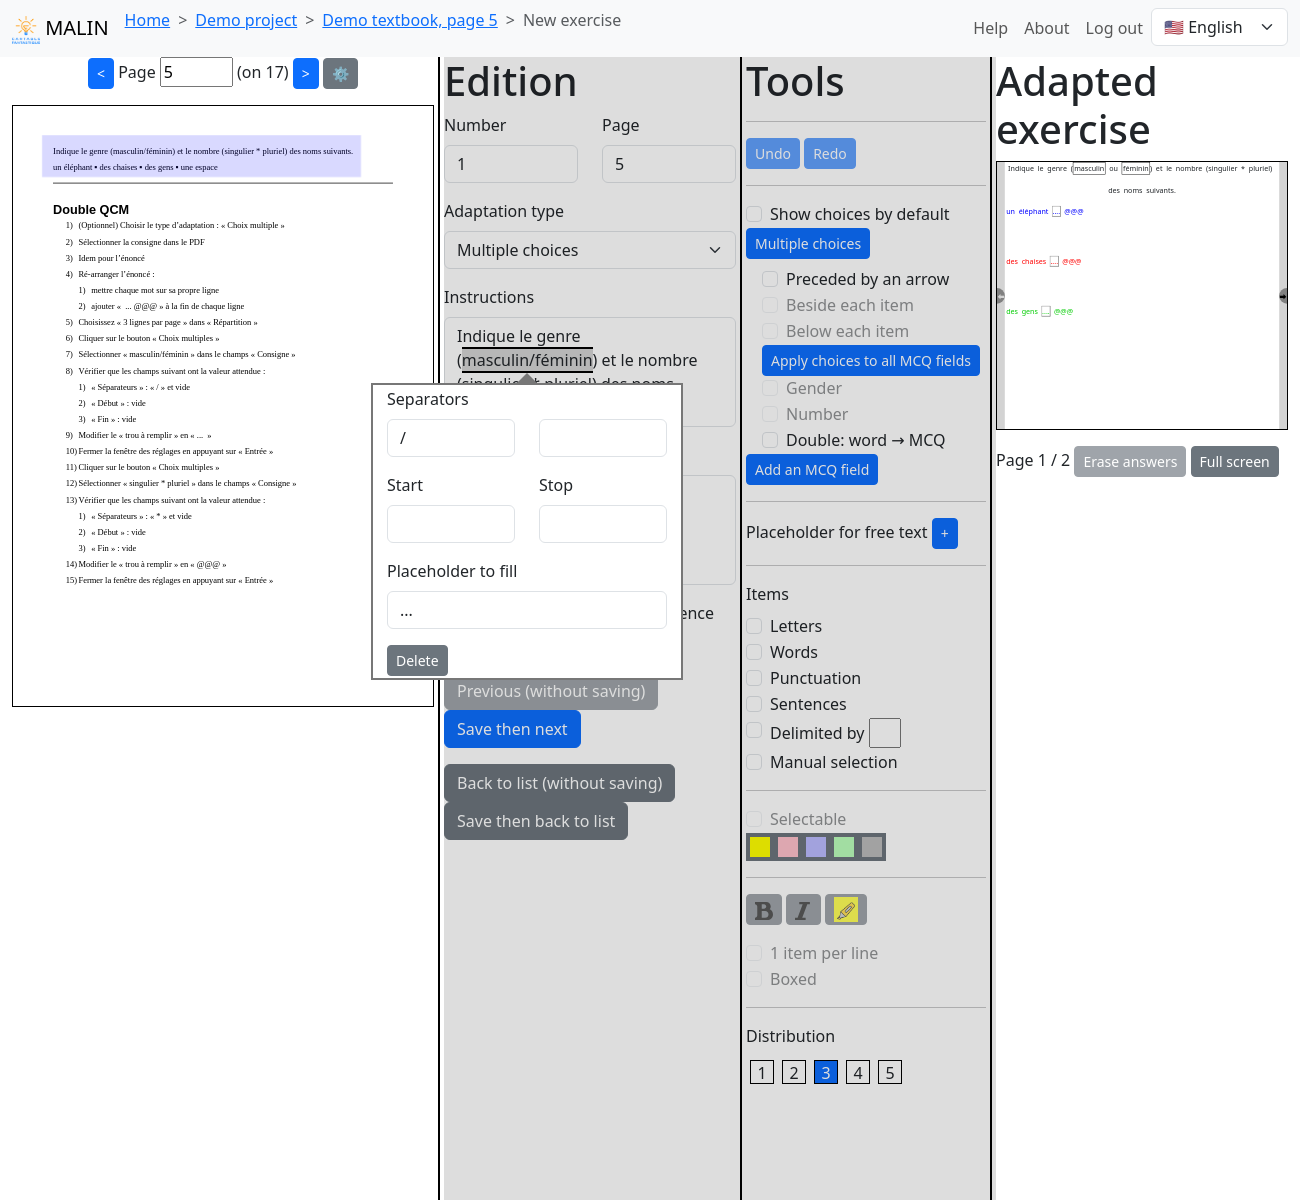 MALIN
Home > Demo project > Demo textbook, page 5 > New exercise
Help About Log out 🇺🇸 English
< Page 5 (on 17) > ⚙️
Indique le genre (masculin/féminin) et le nombre (singulier * pluriel) des noms suivants.
un éléphant • des chaises • des gens • une espace
Double QCM
1) (Optionnel) Choisir le type d’adaptation : « Choix multiple »
2) Sélectionner la consigne dans le PDF
3) Idem pour l’énoncé
4) Ré-arranger l’énoncé :
1) mettre chaque mot sur sa propre ligne
2) ajouter « ... @@@ » à la fin de chaque ligne
5) Choisissez « 3 lignes par page » dans « Répartition »
6) Cliquer sur le bouton « Choix multiples »
7) Sélectionner « masculin/féminin » dans le champs « Consigne »
8) Vérifier que les champs suivant ont la valeur attendue :
1) « Séparateurs » : « / » et vide
2) « Début » : vide
3) « Fin » : vide
9) Modifier le « trou à remplir » en « ... »
10) Fermer la fenêtre des réglages en appuyant sur « Entrée »
11) Cliquer sur le bouton « Choix multiples »
12) Sélectionner « singulier * pluriel » dans le champs « Consigne »
13) Vérifier que les champs suivant ont la valeur attendue :
1) « Séparateurs » : « * » et vide
2) « Début » : vide
3) « Fin » : vide
14) Modifier le « trou à remplir » en « @@@ »
15) Fermer la fenêtre des réglages en appuyant sur « Entrée »
Edition
Number Page
1 5
Adaptation type
Multiple choices
Instructions
Indique le genre
(masculin/féminin) et le nombre
(singulier * pluriel) des noms
Separators
/
Start Stop
Placeholder to fill
...
Delete
ence
Previous (without saving)
Save then next
Back to list (without saving)
Save then back to list
Tools
Undo Redo
Show choices by default
Multiple choices
Preceded by an arrow
Beside each item
Below each item
Apply choices to all MCQ fields
Gender
Number
Double: word → MCQ
Add an MCQ field
Placeholder for free text +
Items
Letters
Words
Punctuation
Sentences
Delimited by
Manual selection
Selectable
B I
1 item per line
Boxed
Distribution
1 2 3 4 5
Adapted
exercise
Indique le genre (masculin ou féminin) et le nombre (singulier * pluriel)
des noms suivants.
un éléphant ... @@@
des chaises ... @@@
des gens ... @@@
Page 1 / 2 Erase answers Full screen